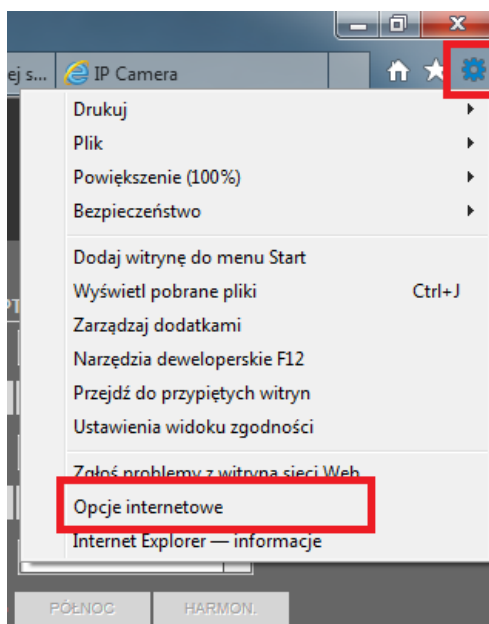 ej s...
IP Camera
Drukuj
Plik
Powiększenie (100%)
Bezpieczeństwo
Dodaj witrynę do menu Start
Wyświetl pobrane pliki Ctrl+J
Zarządzaj dodatkami
Narzędzia deweloperskie F12
Przejdź do przypiętych witryn
Ustawienia widoku zgodności
Zgłoś problemy z witryną sieci Web
Opcje internetowe
Internet Explorer — informacje
PÓŁNOC HARMON.